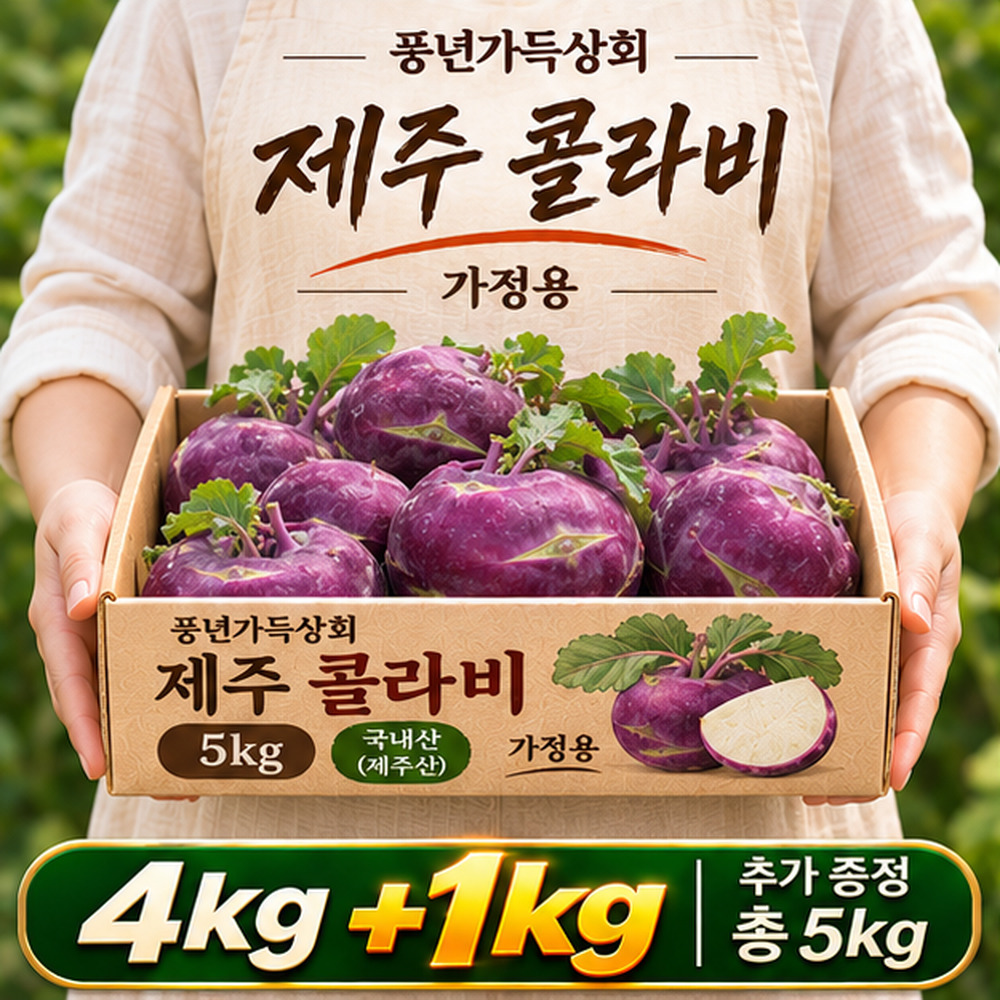 풍년가득상회
제주 콜라비
가정용
풍년가득상회
제주 콜라비
5kg
국내산
(제주산)
가정용
4kg+1kg
추가 증정
총 5kg